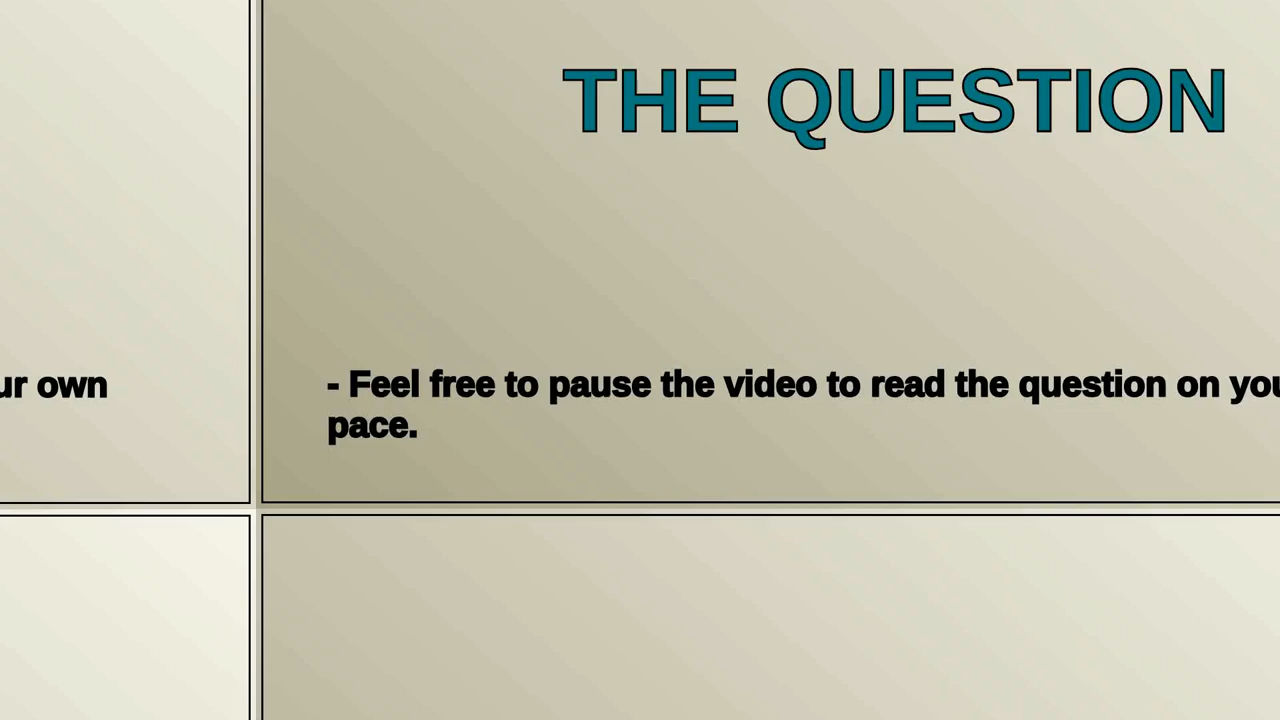 THE QUESTION
ur own
- Feel free to pause the video to read the question on you
pace.